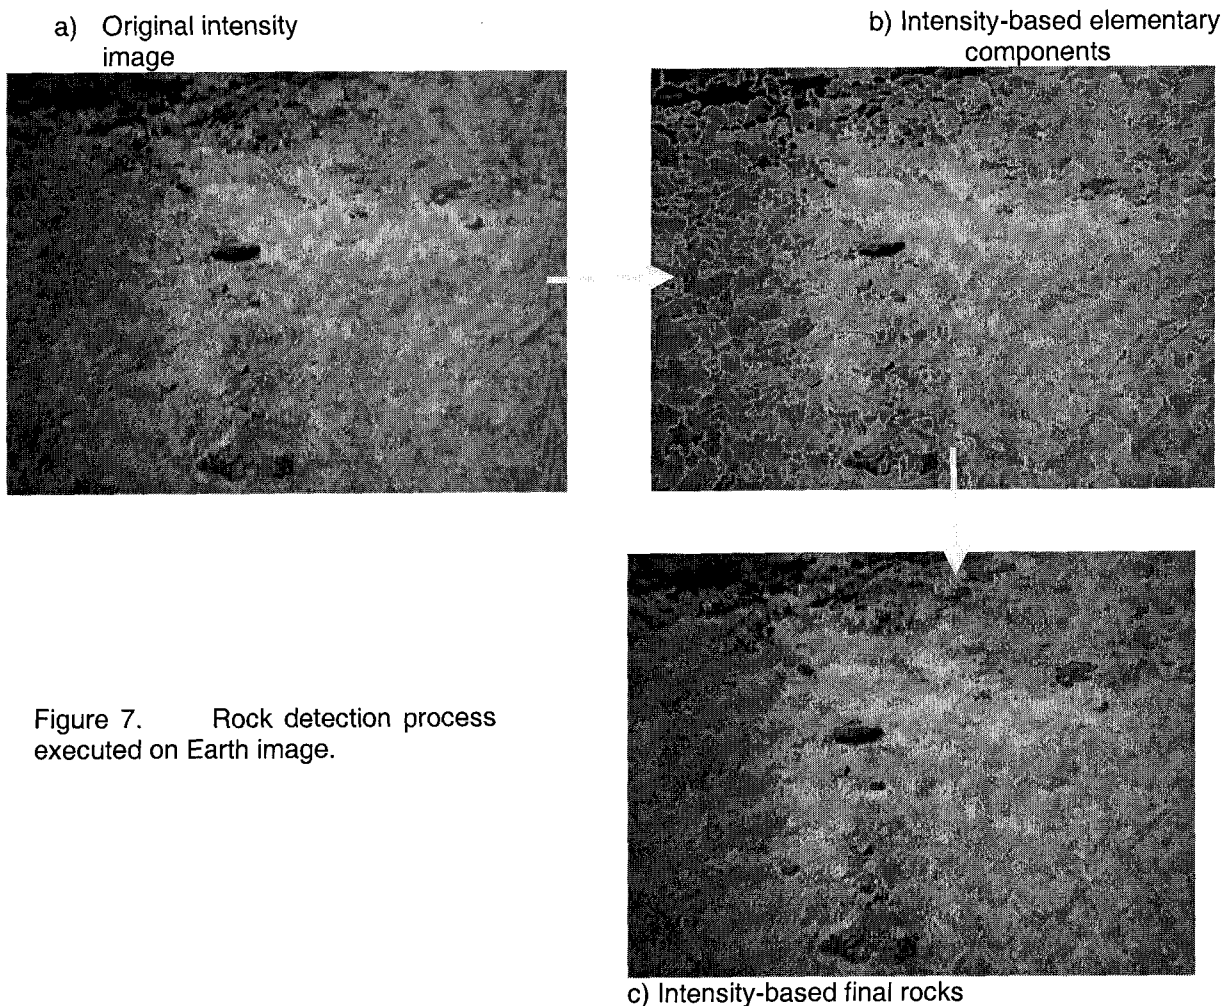 a) Original intensity
image
b) Intensity-based elementary
components
Figure 7. Rock detection process
executed on Earth image.
c) Intensity-based final rocks